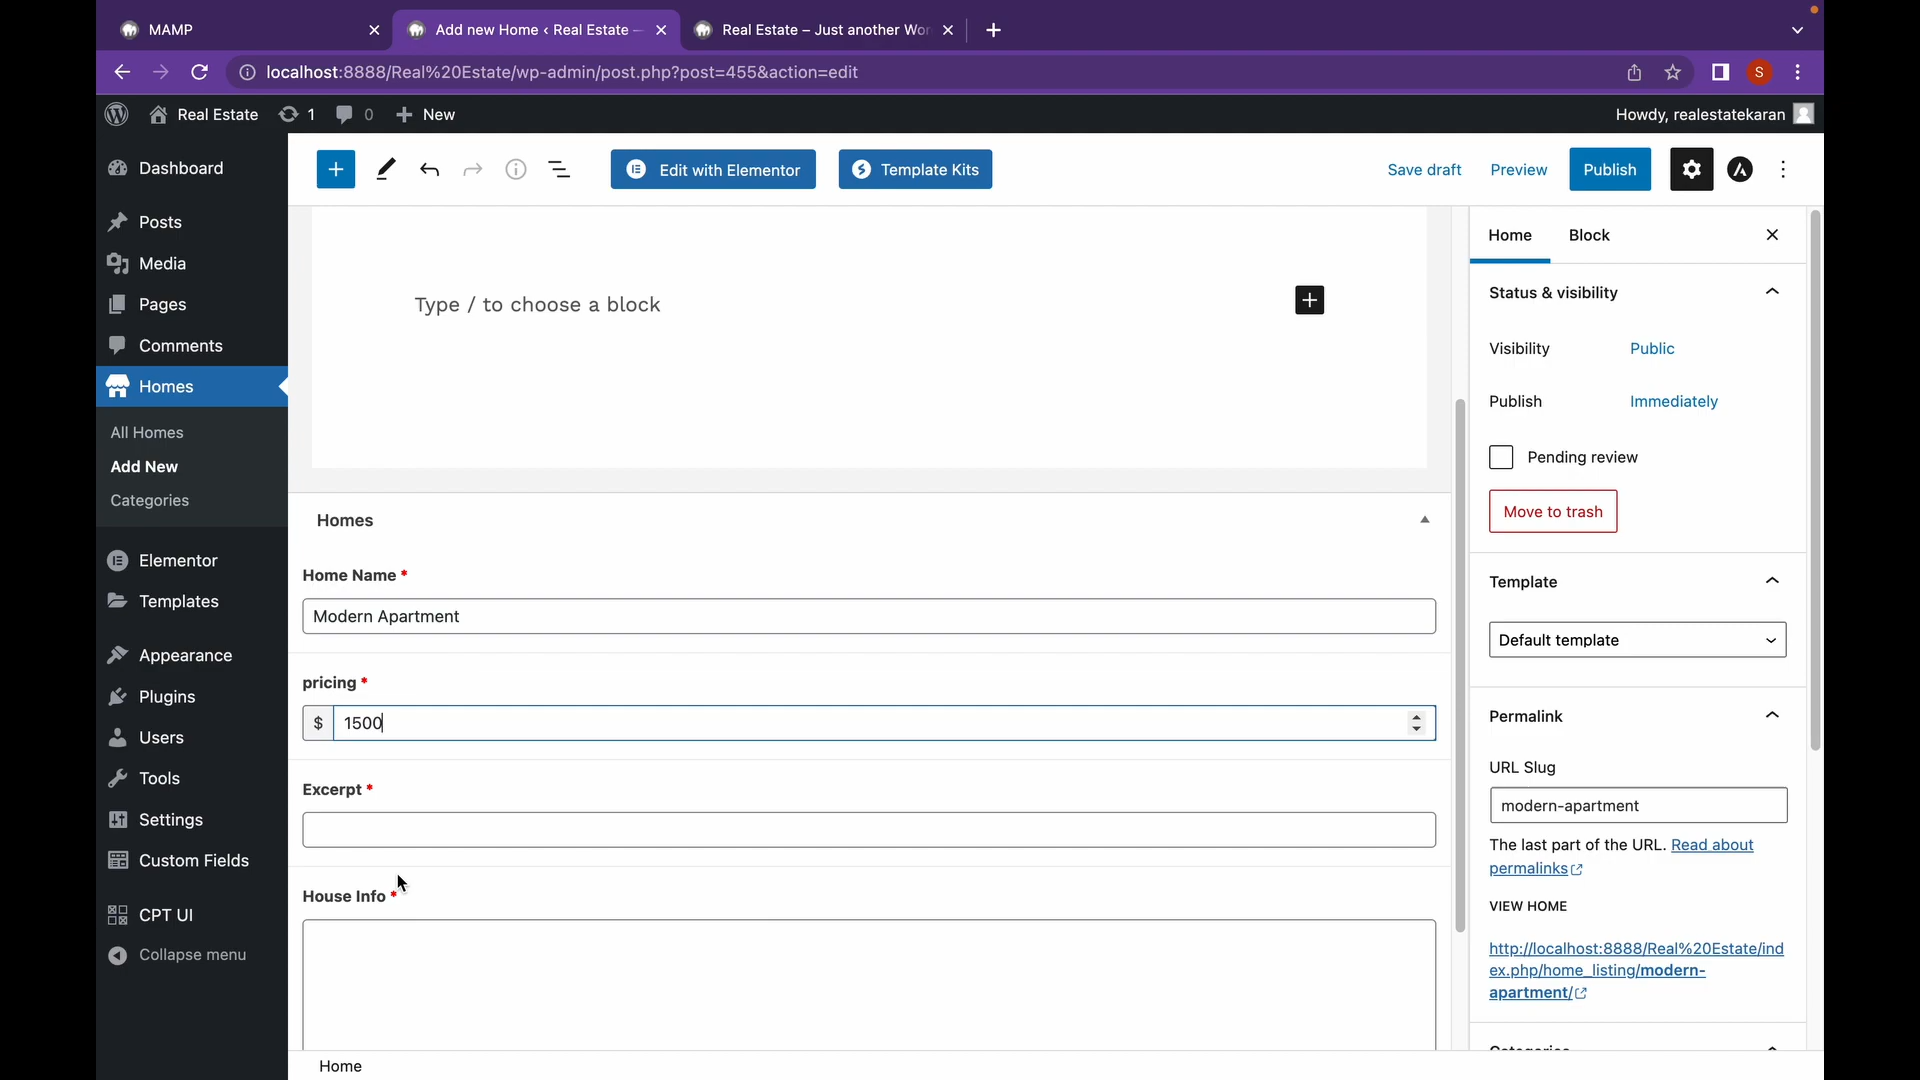 MAMP
Add new Home ‹ Real Estate –
Real Estate – Just another Wor
localhost:8888/Real%20Estate/wp-admin/post.php?post=455&action=edit
S
Real Estate
1
0
New
Howdy, realestatekaran
Dashboard
Posts
Media
Pages
Comments
Homes
All Homes
Add New
Categories
Elementor
Templates
Appearance
Plugins
Users
Tools
Settings
Custom Fields
CPT UI
Collapse menu
Edit with Elementor
Template Kits
Save draft
Preview
Publish
Type / to choose a block
Homes
Home Name *
Modern Apartment
pricing *
$ 1500
Excerpt *
House Info *
Home
Home
Block
Status & visibility
Visibility
Public
Publish
Immediately
Pending review
Move to trash
Template
Default template
Permalink
URL Slug
modern-apartment
The last part of the URL. Read about
permalinks
VIEW HOME
http://localhost:8888/Real%20Estate/ind
ex.php/home_listing/modern-
apartment/